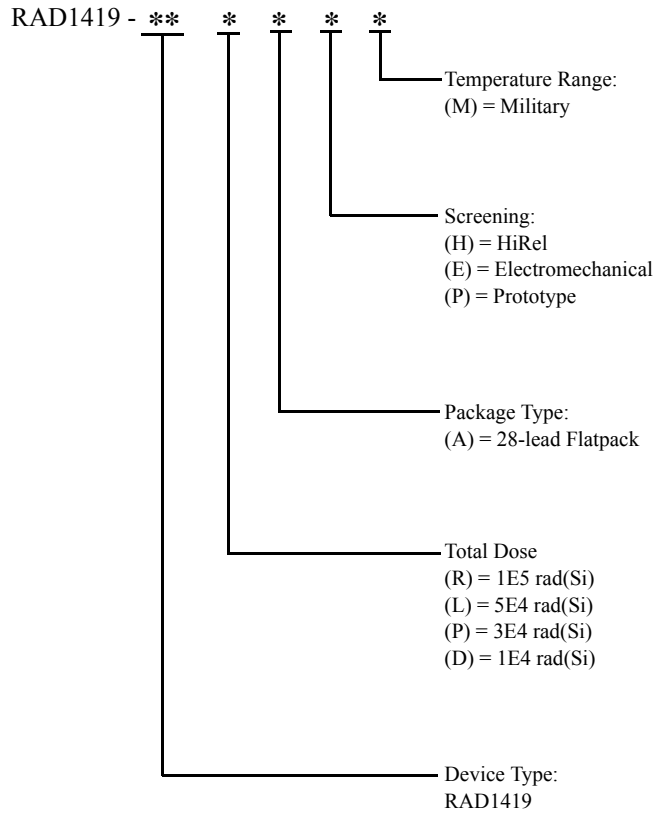 RAD1419 - ** * * * *
Temperature Range:
(M) = Military
Screening:
(H) = HiRel
(E) = Electromechanical
(P) = Prototype
Package Type:
(A) = 28-lead Flatpack
Total Dose
(R) = 1E5 rad(Si)
(L) = 5E4 rad(Si)
(P) = 3E4 rad(Si)
(D) = 1E4 rad(Si)
Device Type:
RAD1419